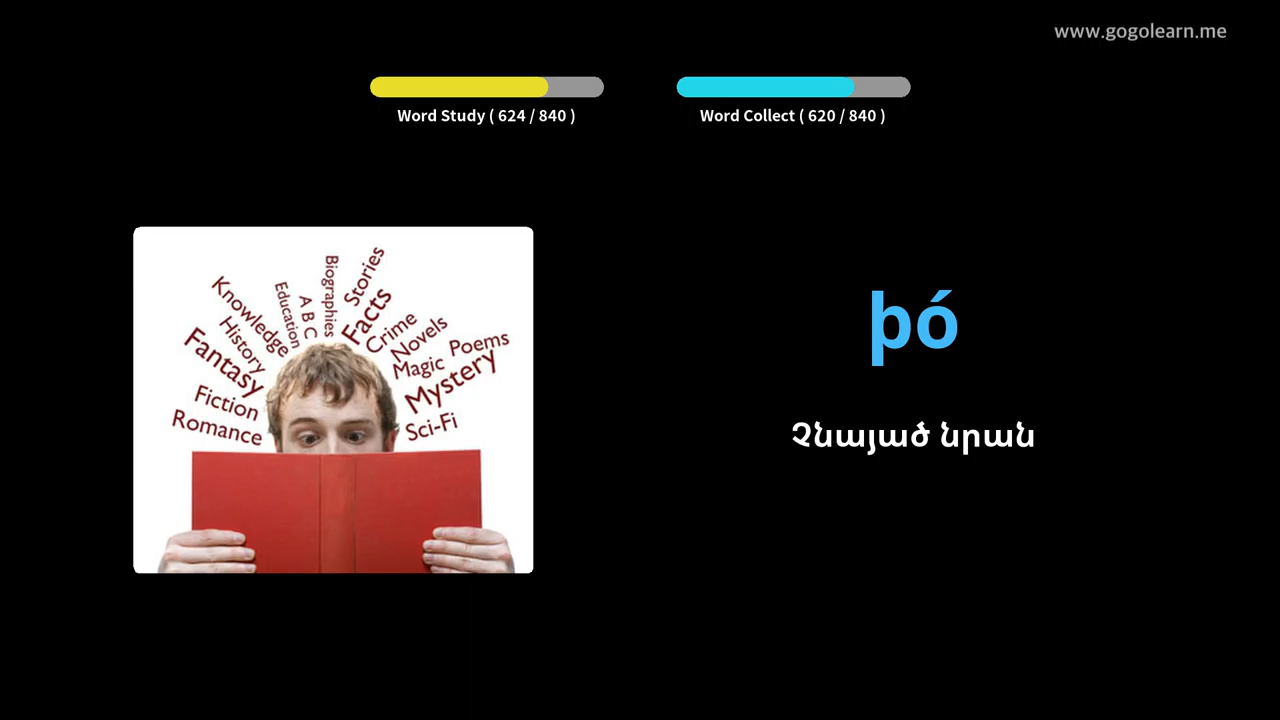 www.gogolearn.me
Word Study ( 624 / 840 )
Word Collect ( 620 / 840 )
Stories
Biographies
Facts
A B C
Education
Knowledge
Crime
History
Novels
Poems
Fantasy
Magic
Mystery
Fiction
Romance
Sci-Fi
þó
Չնայած նրան